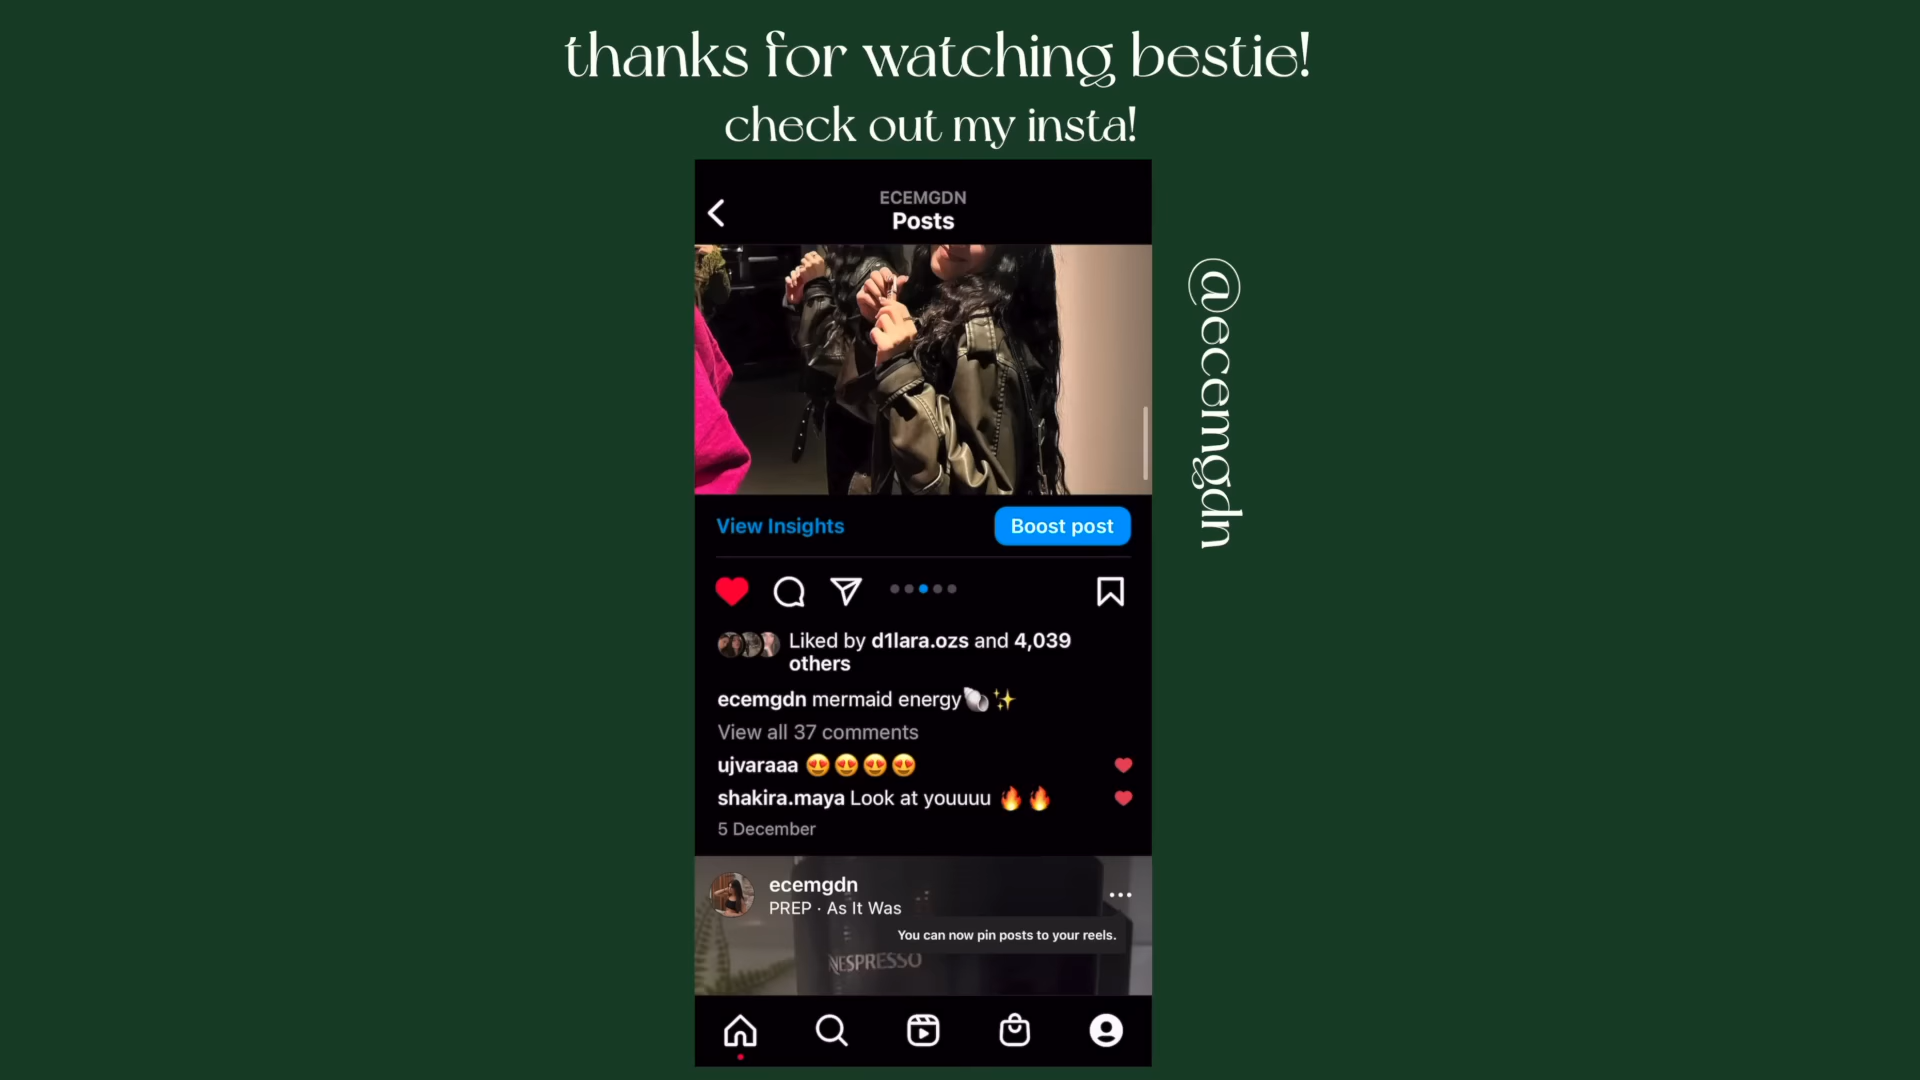 thanks for watching bestie!
check out my insta!
ECEMGDN
Posts
@ecemgdn
View Insights
Boost post
Liked by d1lara.ozs and 4,039
others
ecemgdn mermaid energy🐚✨
View all 37 comments
ujvaraaa 😍😍😍😍
shakira.maya Look at youuuu 🔥🔥
5 December
ecemgdn
PREP · As It Was
You can now pin posts to your reels.
NESPRESSO